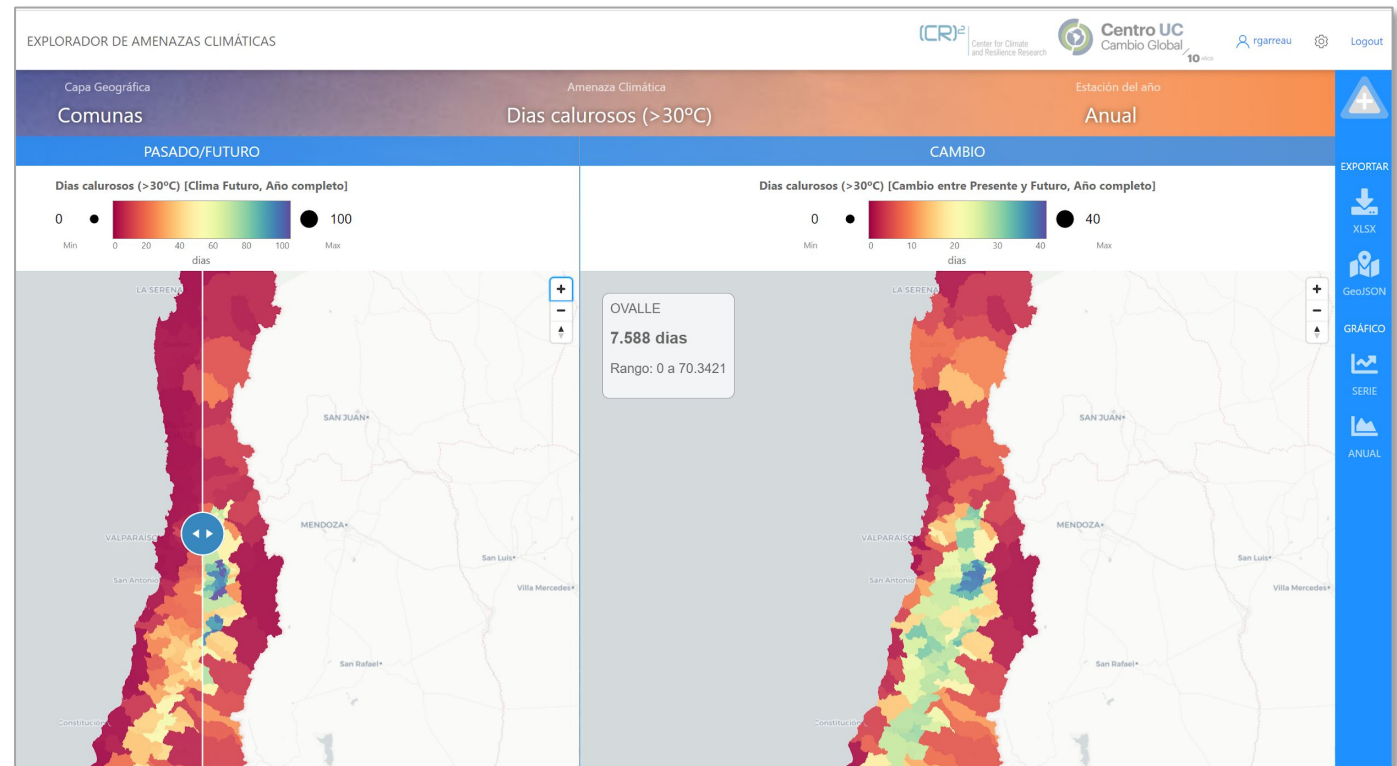 EXPLORADOR DE AMENAZAS CLIMÁTICAS
(CR)²
Center for Climate
and Resilience Research
Centro UC
Cambio Global
10 años
rgarreau
Logout
Capa Geográfica
Comunas
Amenaza Climática
Dias calurosos (>30ºC)
Estación del año
Anual
PASADO/FUTURO
CAMBIO
Dias calurosos (>30ºC) [Clima Futuro, Año completo]
0
100
Min
0 20 40 60 80 100
Max
dias
Dias calurosos (>30ºC) [Cambio entre Presente y Futuro, Año completo]
0
40
Min
0 10 20 30 40
Max
dias
EXPORTAR
XLSX
GeoJSON
GRÁFICO
SERIE
ANUAL
LA SERENA
SAN JUÁN
VALPARAÍSO
MENDOZA
San Luis
San Antonio
Villa Mercedes
San Rafael
Constitución
OVALLE
7.588 dias
Rango: 0 a 70.3421
LA SERENA
SAN JUÁN
VALPARAÍSO
MENDOZA
San Luis
San Antonio
Villa Mercedes
San Rafael
Constitución